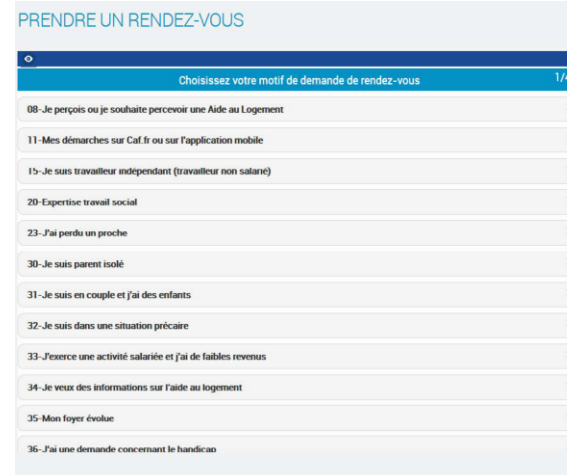 PRENDRE UN RENDEZ-VOUS
Choisissez votre motif de demande de rendez-vous
1/4
08-Je perçois ou je souhaite percevoir une Aide au Logement
11-Mes démarches sur Caf.fr ou sur l'application mobile
15-Je suis travailleur indépendant (travailleur non salarié)
20-Expertise travail social
23-J'ai perdu un proche
30-Je suis parent isolé
31-Je suis en couple et j'ai des enfants
32-Je suis dans une situation précaire
33-J'exerce une activité salariée et j'ai de faibles revenus
34-Je veux des informations sur l'aide au logement
35-Mon foyer évolue
36-J'ai une demande concernant le handicap